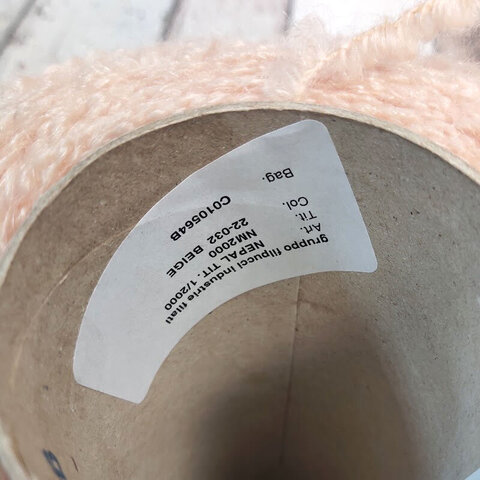 gruppo filpucci industrie filati
Art. NEPAL TIT. 1/2000
Tit. NM2000
Col. 22-032 BEIGE
Bag. C010564B